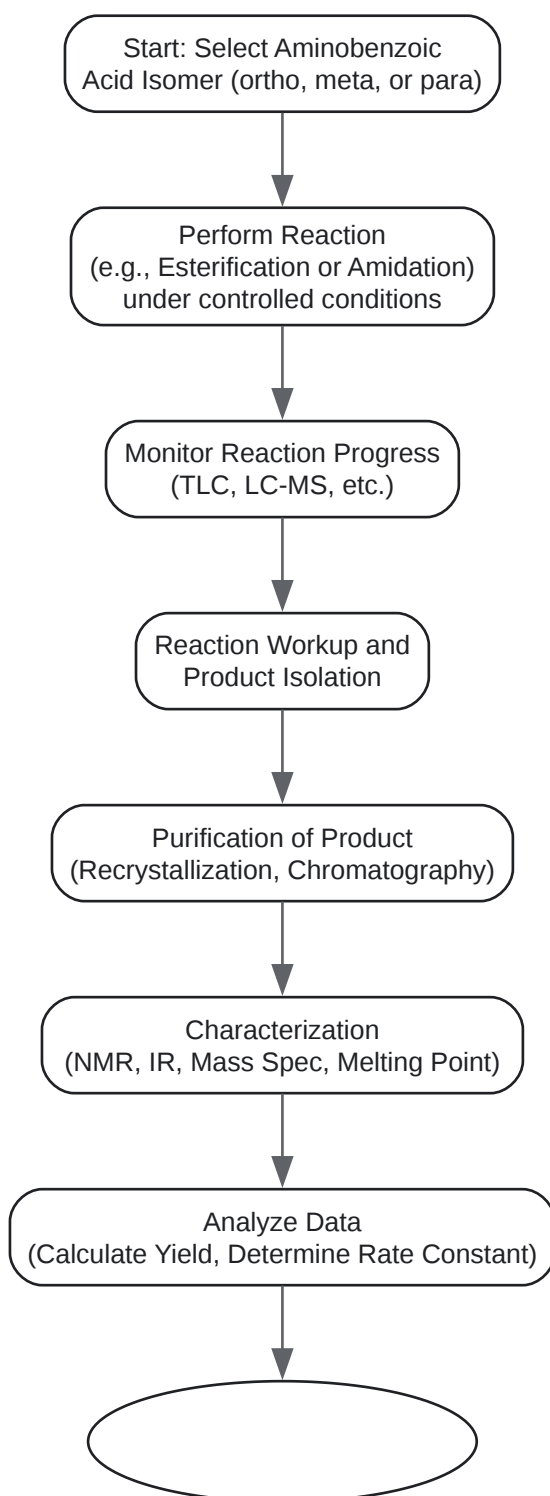 Start: Select Aminobenzoic
Acid Isomer (ortho, meta, or para)
Perform Reaction
(e.g., Esterification or Amidation)
under controlled conditions
Monitor Reaction Progress
(TLC, LC-MS, etc.)
Reaction Workup and
Product Isolation
Purification of Product
(Recrystallization, Chromatography)
Characterization
(NMR, IR, Mass Spec, Melting Point)
Analyze Data
(Calculate Yield, Determine Rate Constant)